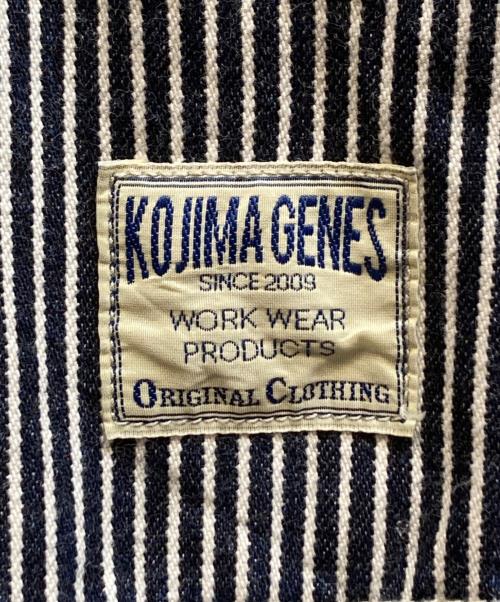 KOJIMA GENES
SINCE 2009
WORK WEAR
PRODUCTS
ORIGINAL CLOTHING